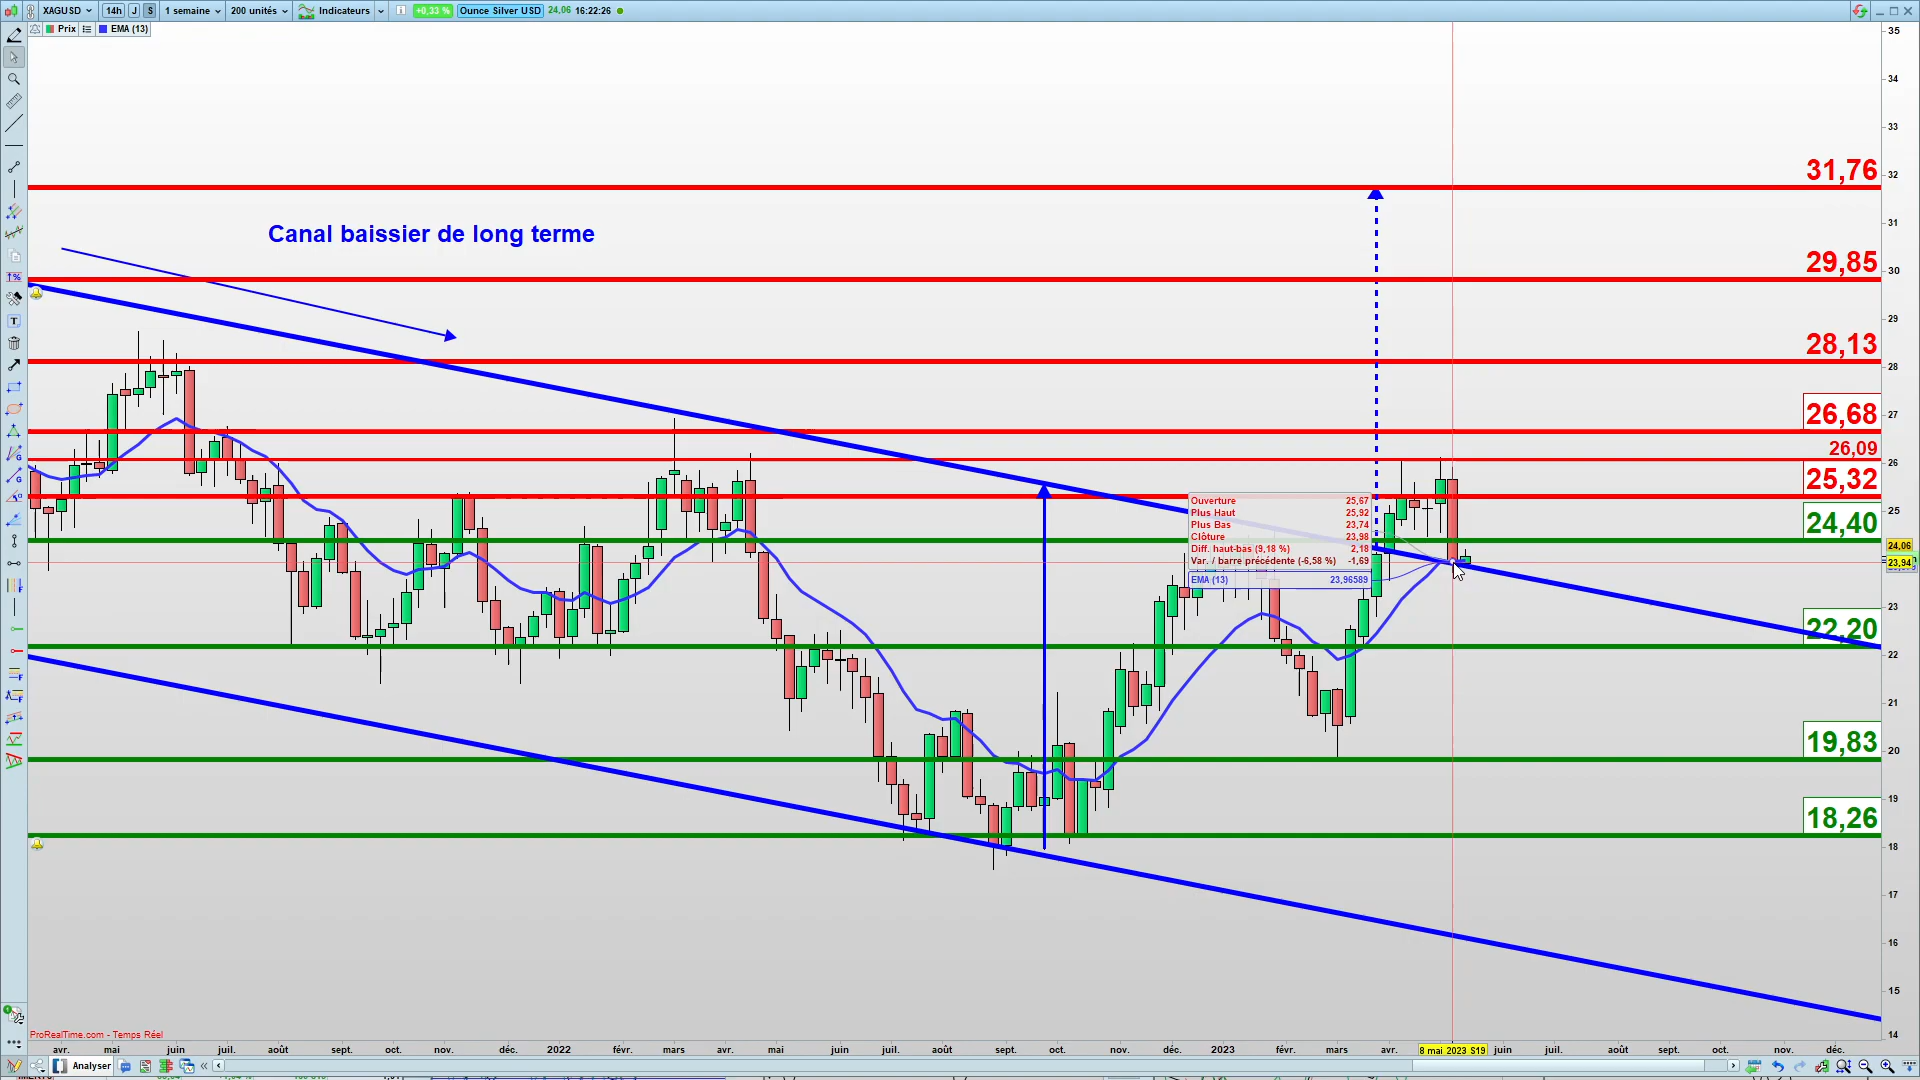 XAGUSD 14h J S 1 semaine 200 unités Indicateurs +0,33 % Ounce Silver USD 24,06 16:22:26
Prix EMA (13)
35
34
33
32
31
30
29
28
27
26
25
23
22
21
20
19
18
17
16
15
14
31,76
Canal baissier de long terme
29,85
28,13
26,68
26,09
25,32
24,40
24,06
23,94
22,20
19,83
18,26
Ouverture 25,67
Plus Haut 25,92
Plus Bas 23,74
Clôture 23,98
Diff. haut-bas (9,18 %) 2,18
Var. / barre précédente (-6,58 %) -1,69
EMA (13) 23,96589
ProRealTime.com - Temps Réel
avr. mai juin juil. août sept. oct. nov. déc. 2022 févr. mars avr. mai juin juil. août sept. oct. nov. déc. 2023 févr. mars avr. 8 mai 2023 S19 juin juil. août sept. oct. nov. déc.
Analyser